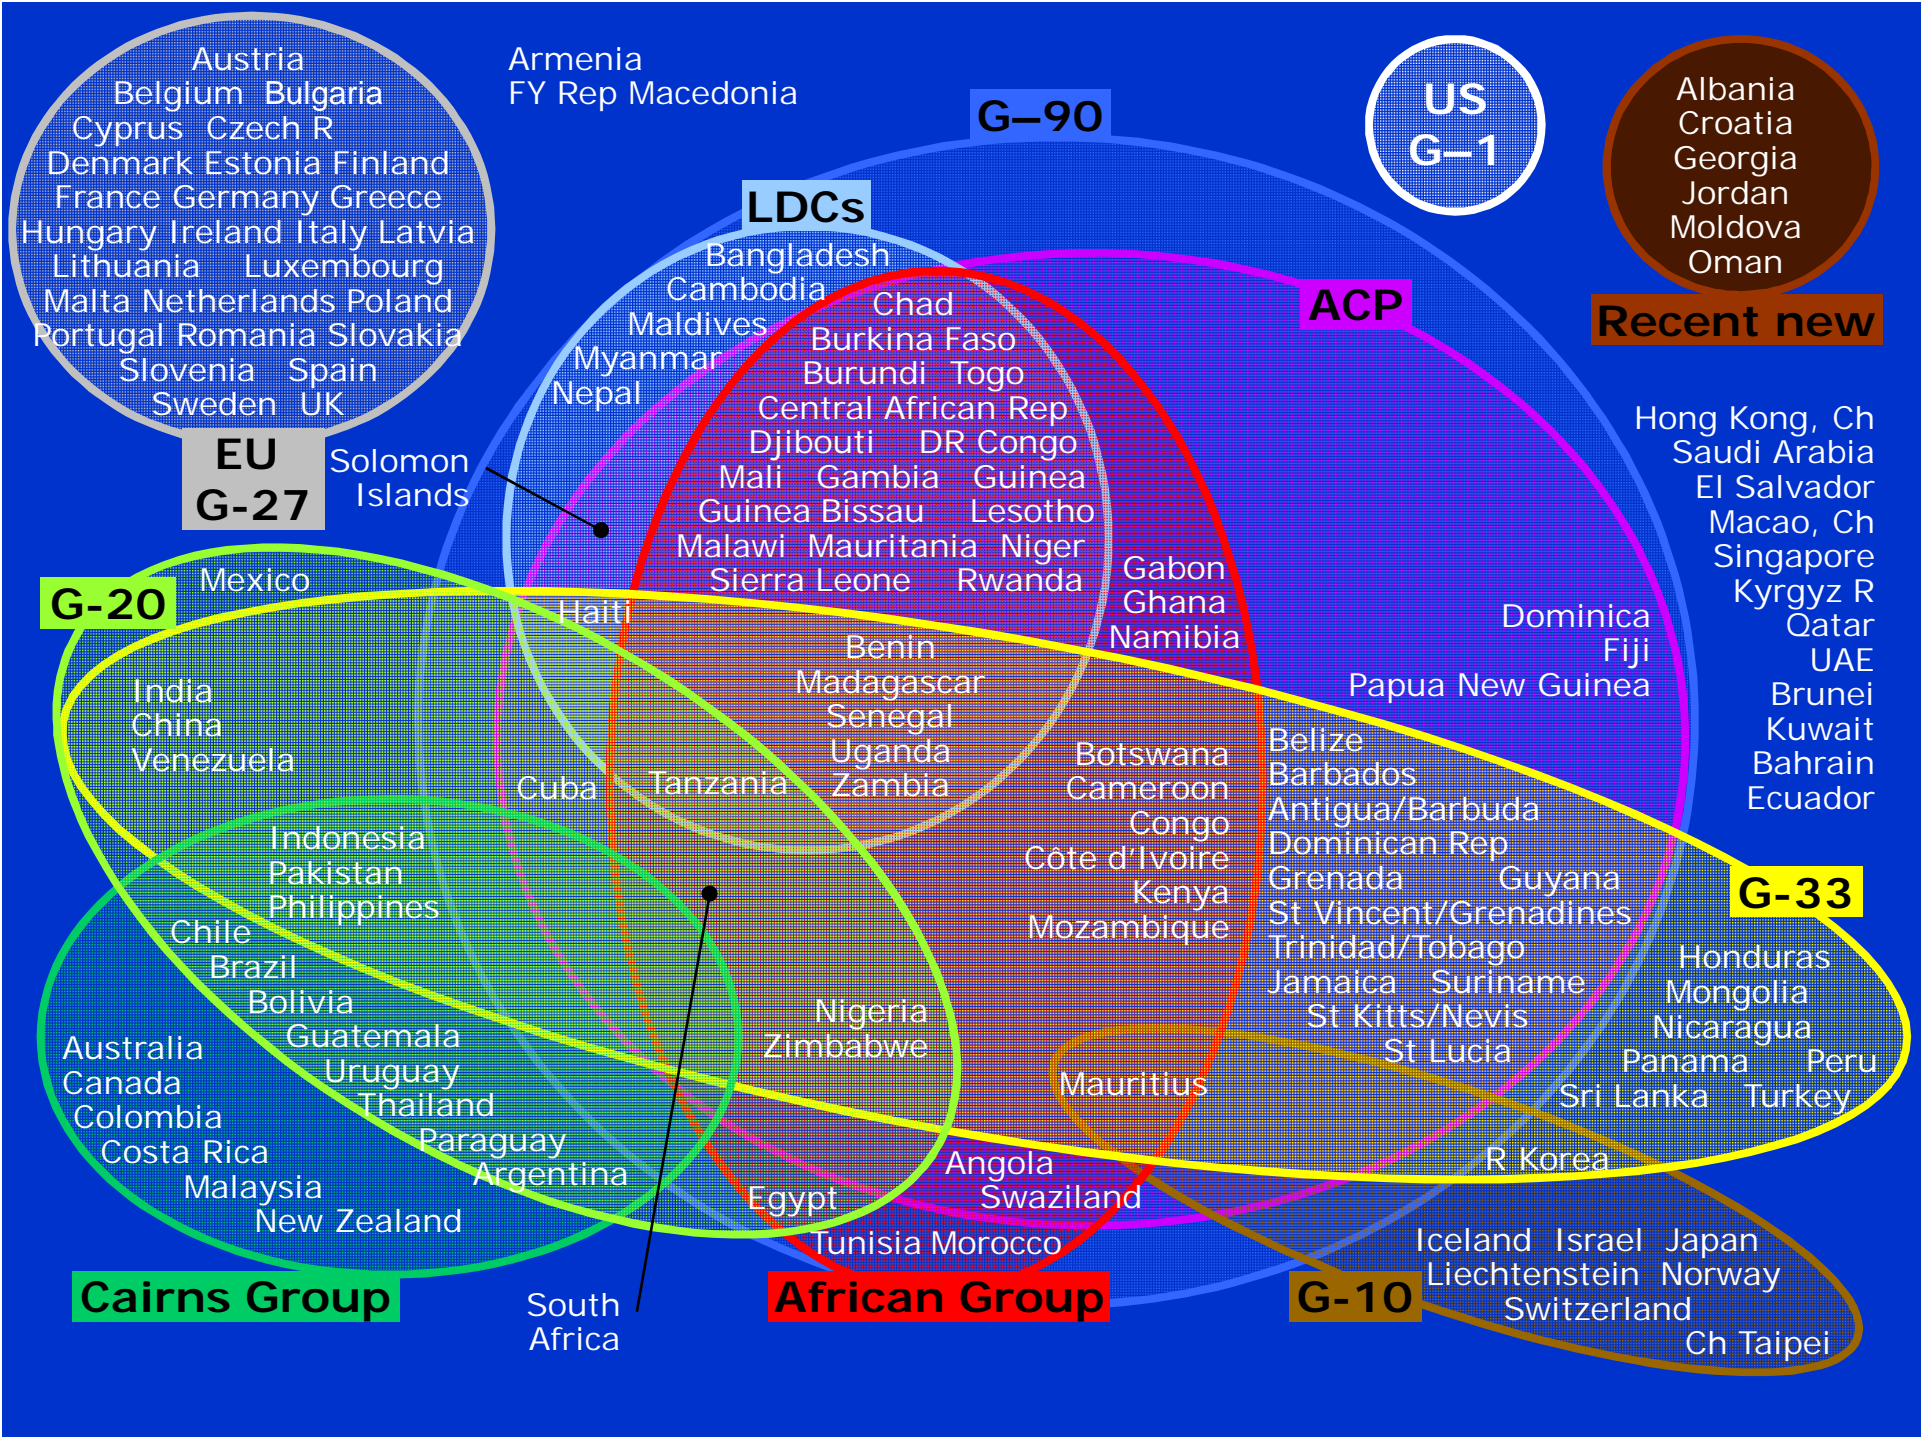 Austria
Belgium Bulgaria
Cyprus Czech R
Denmark Estonia Finland
France Germany Greece
Hungary Ireland Italy Latvia
Lithuania Luxembourg
Malta Netherlands Poland
Portugal Romania Slovakia
Slovenia Spain
Sweden UK
EU
G-27
Armenia
FY Rep Macedonia
G–90
US
G–1
Albania
Croatia
Georgia
Jordan
Moldova
Oman
Recent new
LDCs
Bangladesh
Cambodia
Maldives
Myanmar
Nepal
Solomon
Islands
ACP
Chad
Burkina Faso
Burundi Togo
Central African Rep
Djibouti DR Congo
Mali Gambia Guinea
Guinea Bissau Lesotho
Malawi Mauritania Niger
Sierra Leone Rwanda
Gabon
Ghana
Namibia
Dominica
Fiji
Papua New Guinea
Hong Kong, Ch
Saudi Arabia
El Salvador
Macao, Ch
Singapore
Kyrgyz R
Qatar
UAE
Brunei
Kuwait
Bahrain
Ecuador
G-20
Mexico
Haiti
India
China
Venezuela
Cuba
Tanzania
Benin
Madagascar
Senegal
Uganda
Zambia
Botswana
Cameroon
Congo
Côte d'Ivoire
Kenya
Mozambique
Belize
Barbados
Antigua/Barbuda
Dominican Rep
Grenada Guyana
St Vincent/Grenadines
Trinidad/Tobago
Jamaica Suriname
St Kitts/Nevis
St Lucia
G-33
Honduras
Mongolia
Nicaragua
Panama Peru
Sri Lanka Turkey
Indonesia
Pakistan
Philippines
Chile
Brazil
Bolivia
Guatemala
Uruguay
Thailand
Paraguay
Argentina
Australia
Canada
Colombia
Costa Rica
Malaysia
New Zealand
Nigeria
Zimbabwe
Mauritius
R Korea
Angola
Swaziland
Egypt
Tunisia Morocco
Iceland Israel Japan
Liechtenstein Norway
Switzerland
Ch Taipei
Cairns Group
South
Africa
African Group
G-10